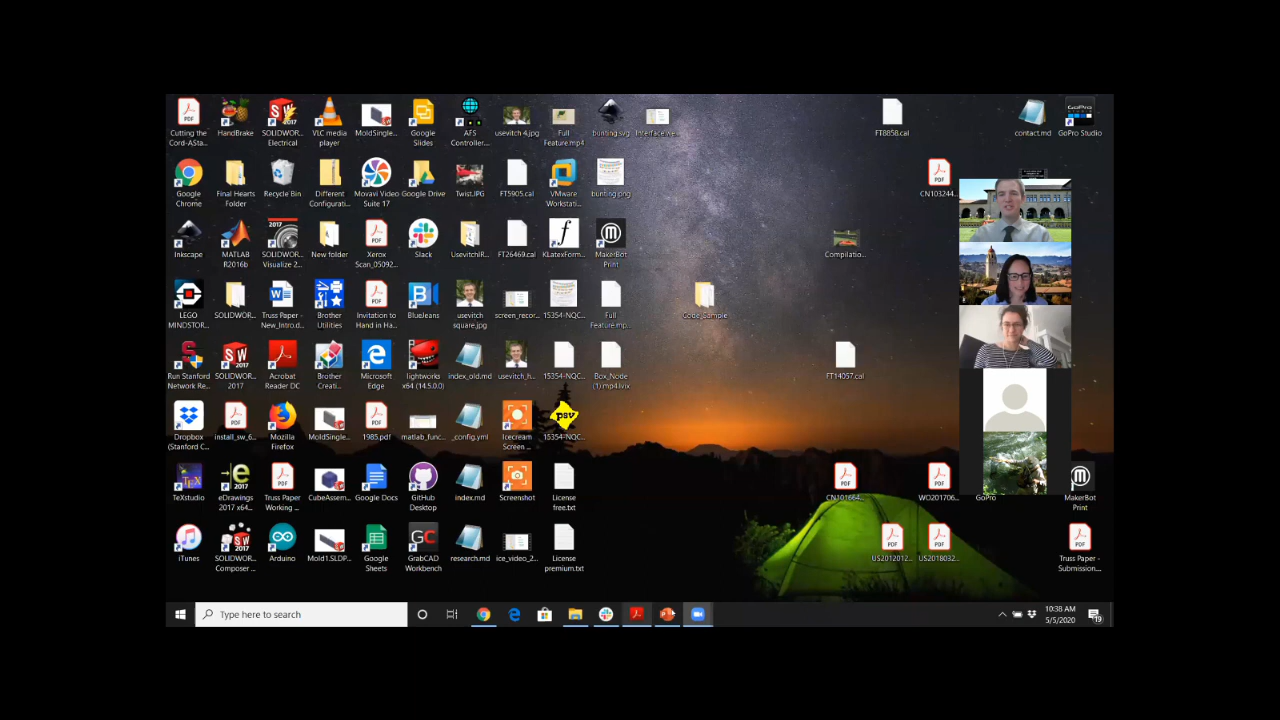 Cutting the
Cord-ASta...
HandBrake
SOLIDWOR...
Electrical
VLC media
player
MoldSingle...
Google
Slides
AFS
Controller....
usevitch-4.jpg
Full
Feature.mp4
bunting.svg
Interface.we...
FT8858.cal
contact.md
GoPro
GoPro Studio
Google
Chrome
Final Hearts
Folder
Recycle Bin
Different
Configurati...
Movavi Video
Suite 17
Google Drive
Twist.JPG
FT5905.cal
VMware
Workstati...
bunting.png
CN103244...
Inkscape
MATLAB
R2016b
SOLIDWOR...
Visualize 2...
New folder
Xerox
Scan_05092...
Slack
UsevitchIR...
FT26469.cal
KLatexForm...
MakerBot
Print
Compilatio...
LEGO
MINDSTOR...
SOLIDWOR...
Truss Paper -
New_Intro.d...
Brother
Utilities
Invitation to
Hand in Ha...
BlueJeans
usevitch
square.jpg
screen_recor...
15354-NQC...
Full
Feature.mp...
Code_Sample
Run Stanford
Network Re...
SOLIDWOR...
2017
Acrobat
Reader DC
Brother
Creati...
Microsoft
Edge
lightworks
x64 (14.5.0.0)
index_old.md
usevitch_h...
15354-NQC...
Box_Node
(1).mp4.ivix
FT14057.cal
Dropbox
(Stanford C...
install_sw_6...
Mozilla
Firefox
MoldSingle...
1985.pdf
matlab_func...
_config.yml
Icecream
Screen ...
psv
15354-NQC...
TeXstudio
eDrawings
2017 x64...
Truss Paper
Working ...
CubeAssem...
Google Docs
GitHub
Desktop
index.md
Screenshot
License
free.txt
CN101664...
WO201706...
GoPro
MakerBot
Print
iTunes
SOLIDWOR...
Composer ...
Arduino
Mold1.SLDP...
Google
Sheets
GrabCAD
Workbench
research.md
ice_video_2...
License
premium.txt
US2012012...
US2018032...
Truss Paper -
Submission...
Type here to search
10:38 AM
5/5/2020
19